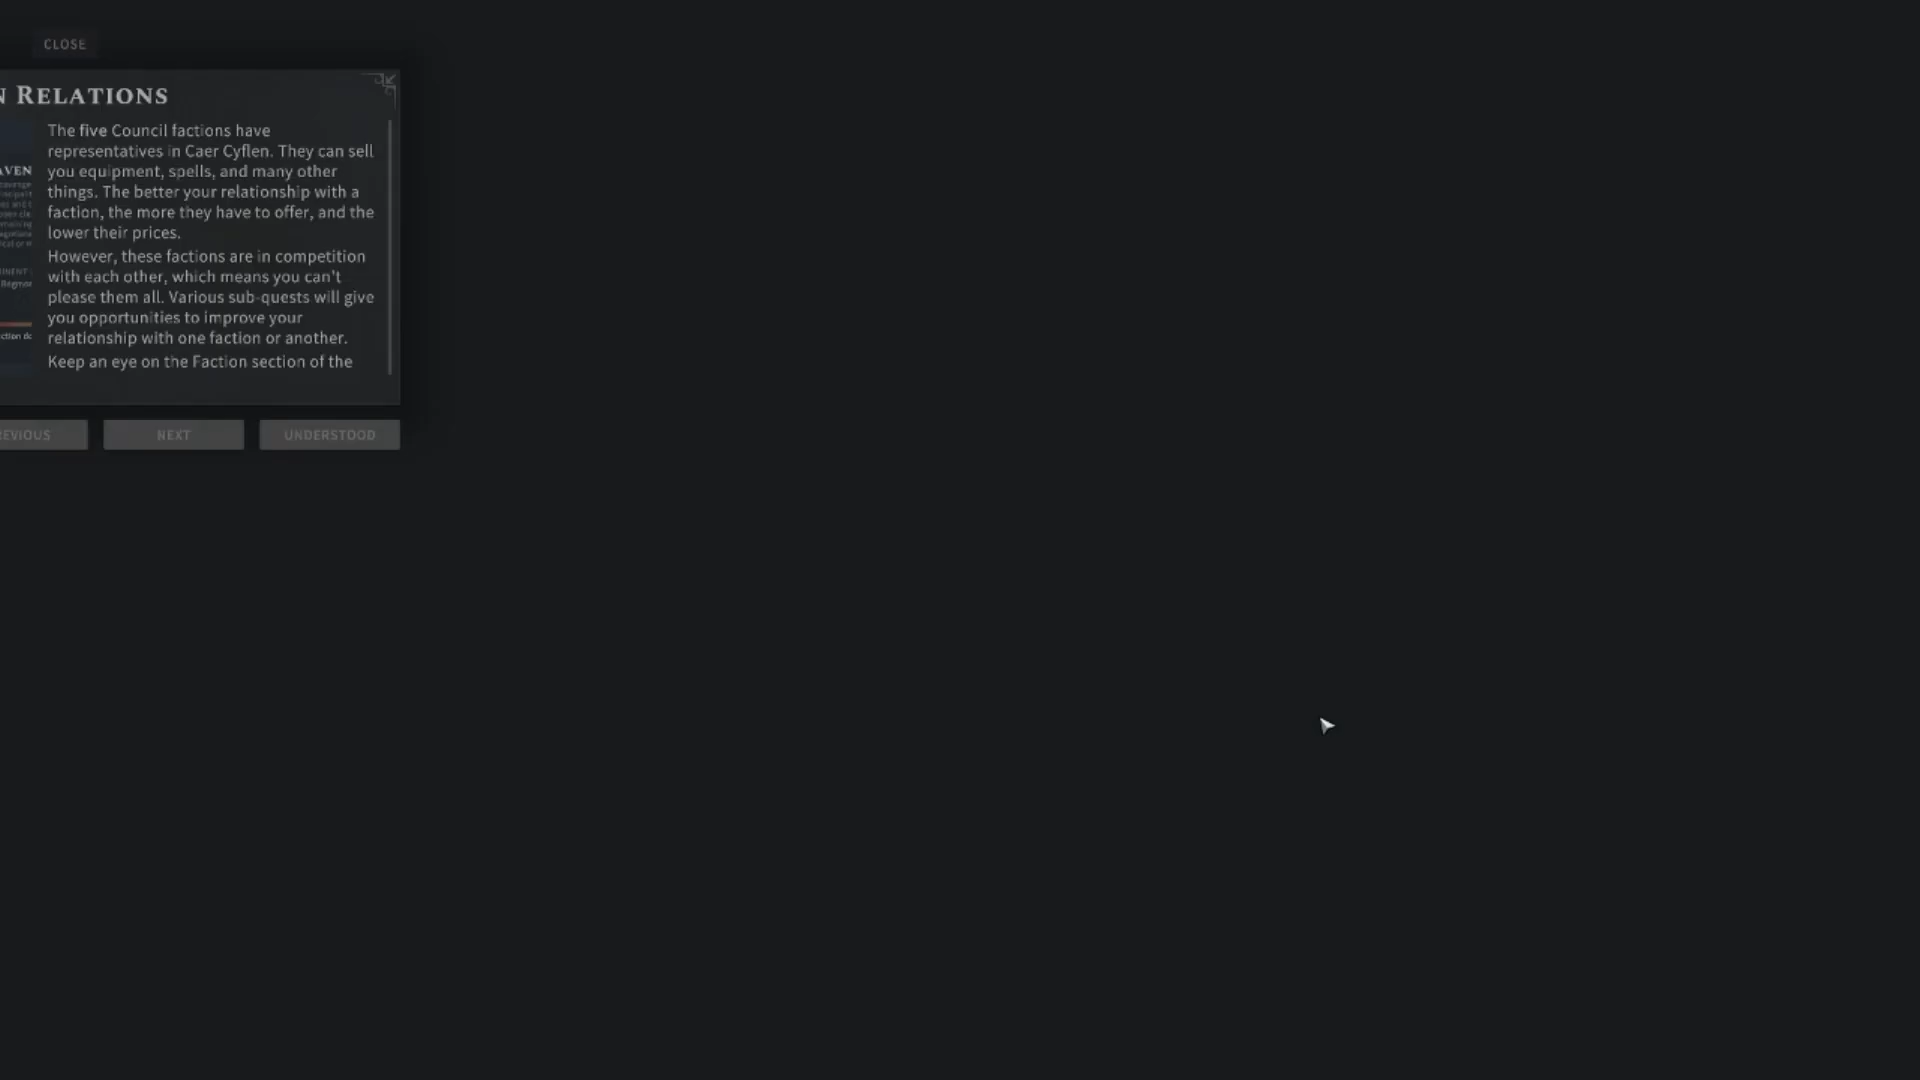 CLOSE
N RELATIONS
The five Council factions have
representatives in Caer Cyflen. They can sell
you equipment, spells, and many other
things. The better your relationship with a
faction, the more they have to offer, and the
lower their prices.
However, these factions are in competition
with each other, which means you can't
please them all. Various sub-quests will give
you opportunities to improve your
relationship with one faction or another.
Keep an eye on the Faction section of the
AVEN
REVIOUS
NEXT
UNDERSTOOD